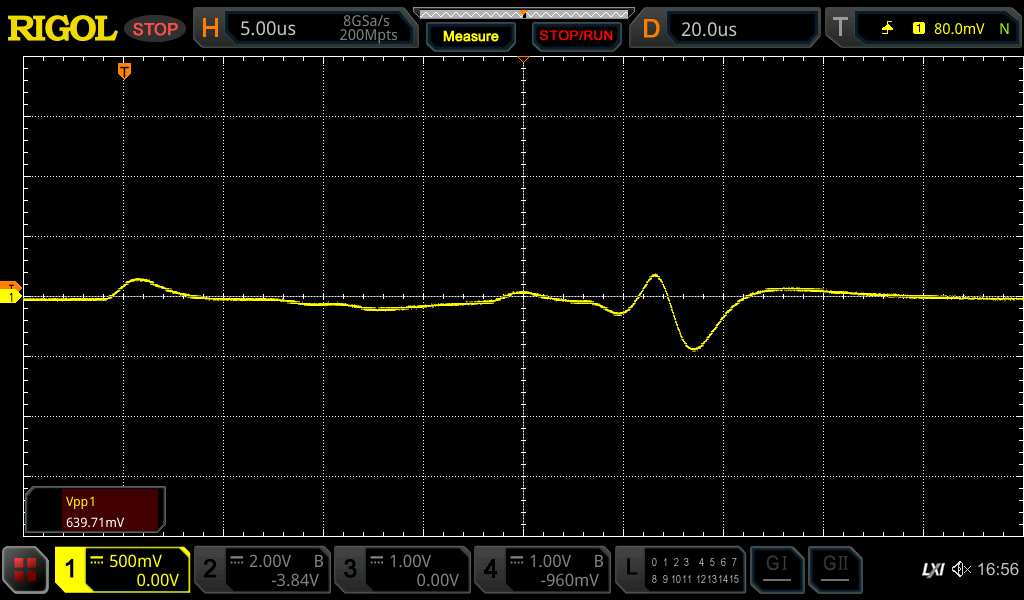 RIGOL STOP H 5.00us 8GSa/s 200Mpts Measure STOP/RUN D 20.0us T 1 80.0mV N
T
T
1
Vpp1
639.71mV
1 500mV 0.00V 2 2.00V B -3.84V 3 1.00V 0.00V 4 1.00V B -960mV L 0 1 2 3 4 5 6 7 GI GII LXI 16:56
8 9 10 11 12 13 14 15